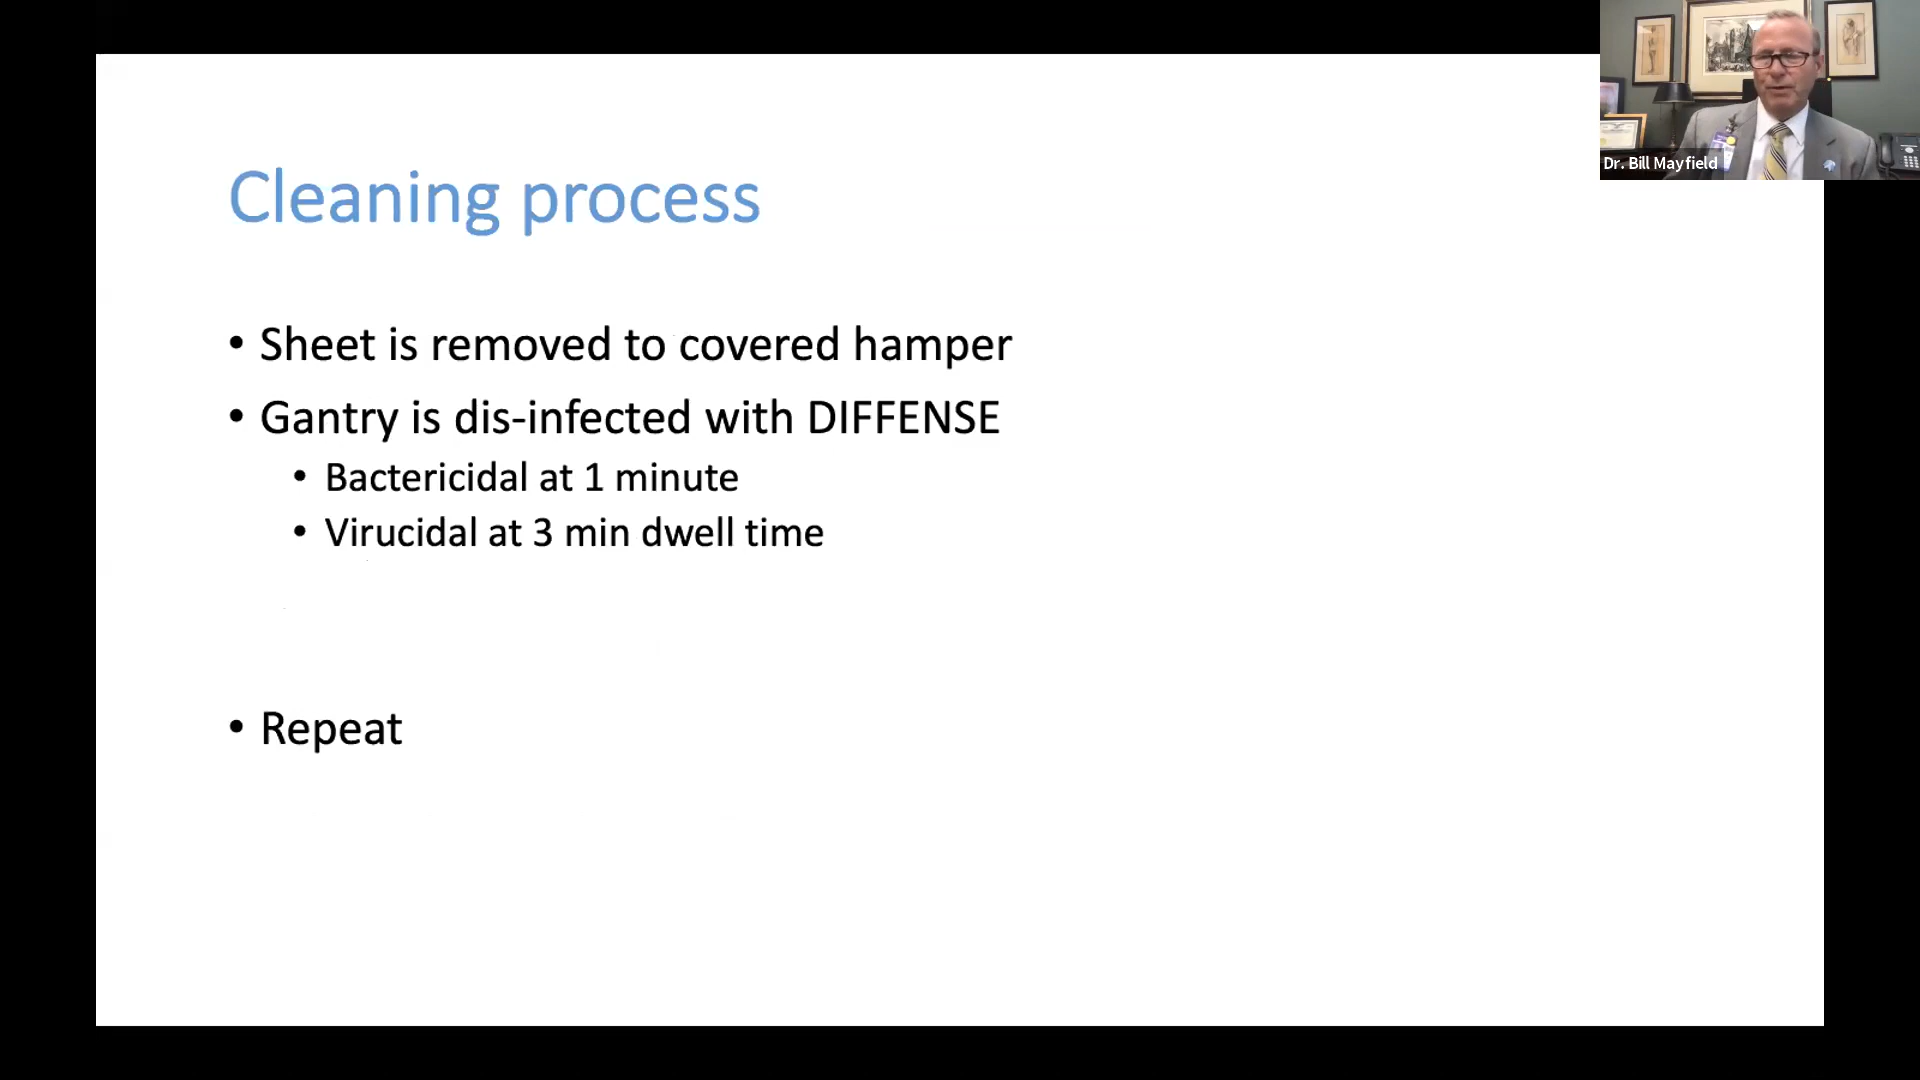 Cleaning process
• Sheet is removed to covered hamper
• Gantry is dis-infected with DIFFENSE
• Bactericidal at 1 minute
• Virucidal at 3 min dwell time
• Repeat
Dr. Bill Mayfield